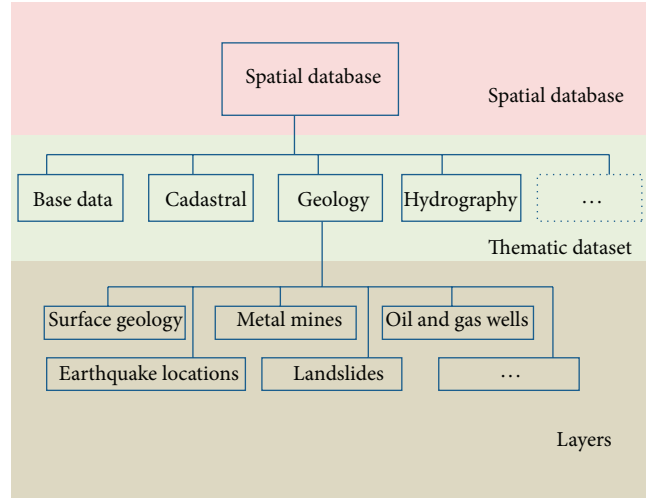 Spatial database
Spatial database
Base data
Cadastral
Geology
Hydrography
…
Thematic dataset
Surface geology
Metal mines
Oil and gas wells
Earthquake locations
Landslides
…
Layers